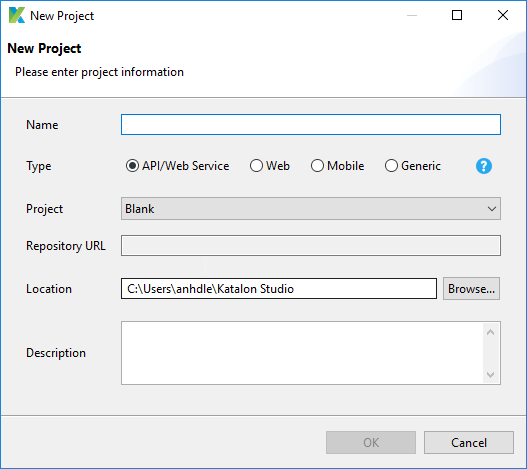 New Project
New Project
Please enter project information
Name
Type API/Web Service Web Mobile Generic ?
Project Blank
Repository URL
Location C:\Users\anhdle\Katalon Studio Browse...
Description
OK Cancel